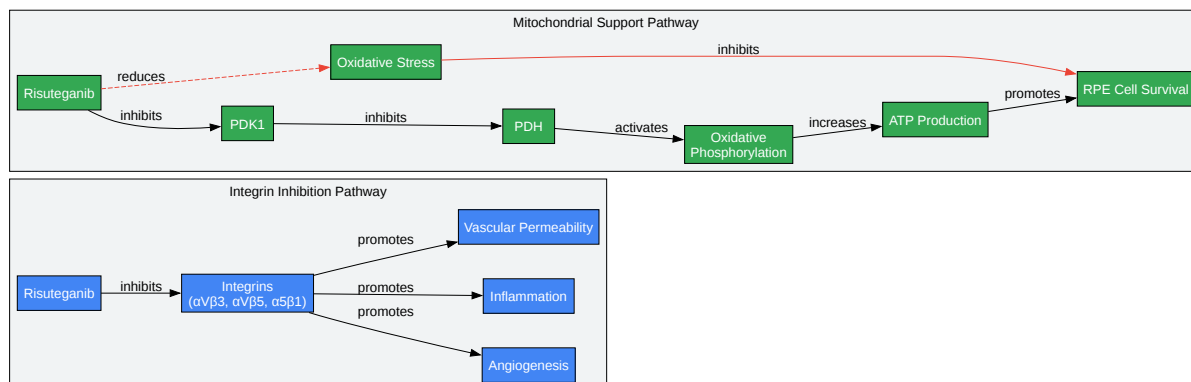 Mitochondrial Support Pathway
inhibits
Oxidative Stress
reduces
Risuteganib
RPE Cell Survival
promotes
inhibits
PDK1
inhibits
PDH
activates
Oxidative
Phosphorylation
increases
ATP Production
Integrin Inhibition Pathway
Vascular Permeability
promotes
Risuteganib
inhibits
Integrins
(αVβ3, αVβ5, α5β1)
promotes
Inflammation
promotes
Angiogenesis